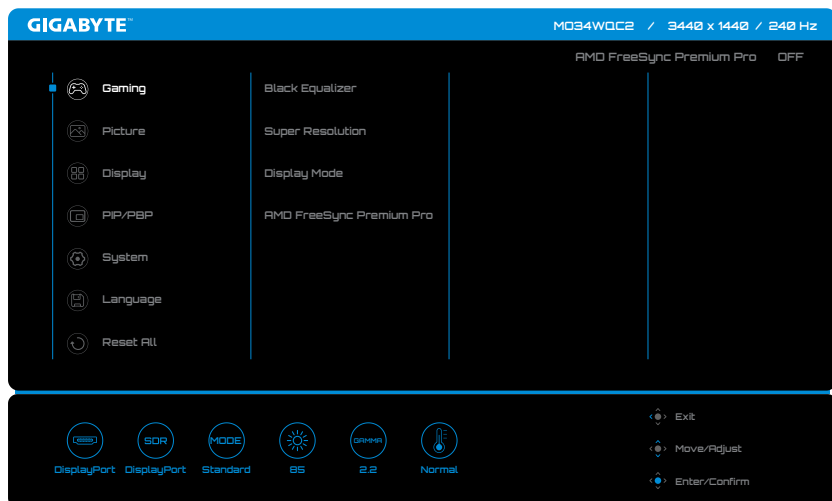 GIGABYTE™ MO34WQC2 / 3440 x 1440 / 240 Hz
AMD FreeSync Premium Pro OFF
Gaming Black Equalizer
Picture Super Resolution
Display Display Mode
PIP/PBP AMD FreeSync Premium Pro
System
Language
Reset All
Exit
SDR MODE GAMMA
Move/Adjust
DisplayPort DisplayPort Standard 85 2.2 Normal
Enter/Confirm